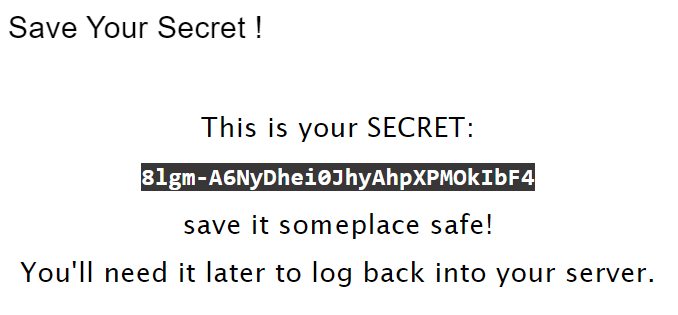 Save Your Secret !
This is your SECRET:
8lgm-A6NyDhei0JhyAhpXPMOkIbF4
save it someplace safe!
You'll need it later to log back into your server.